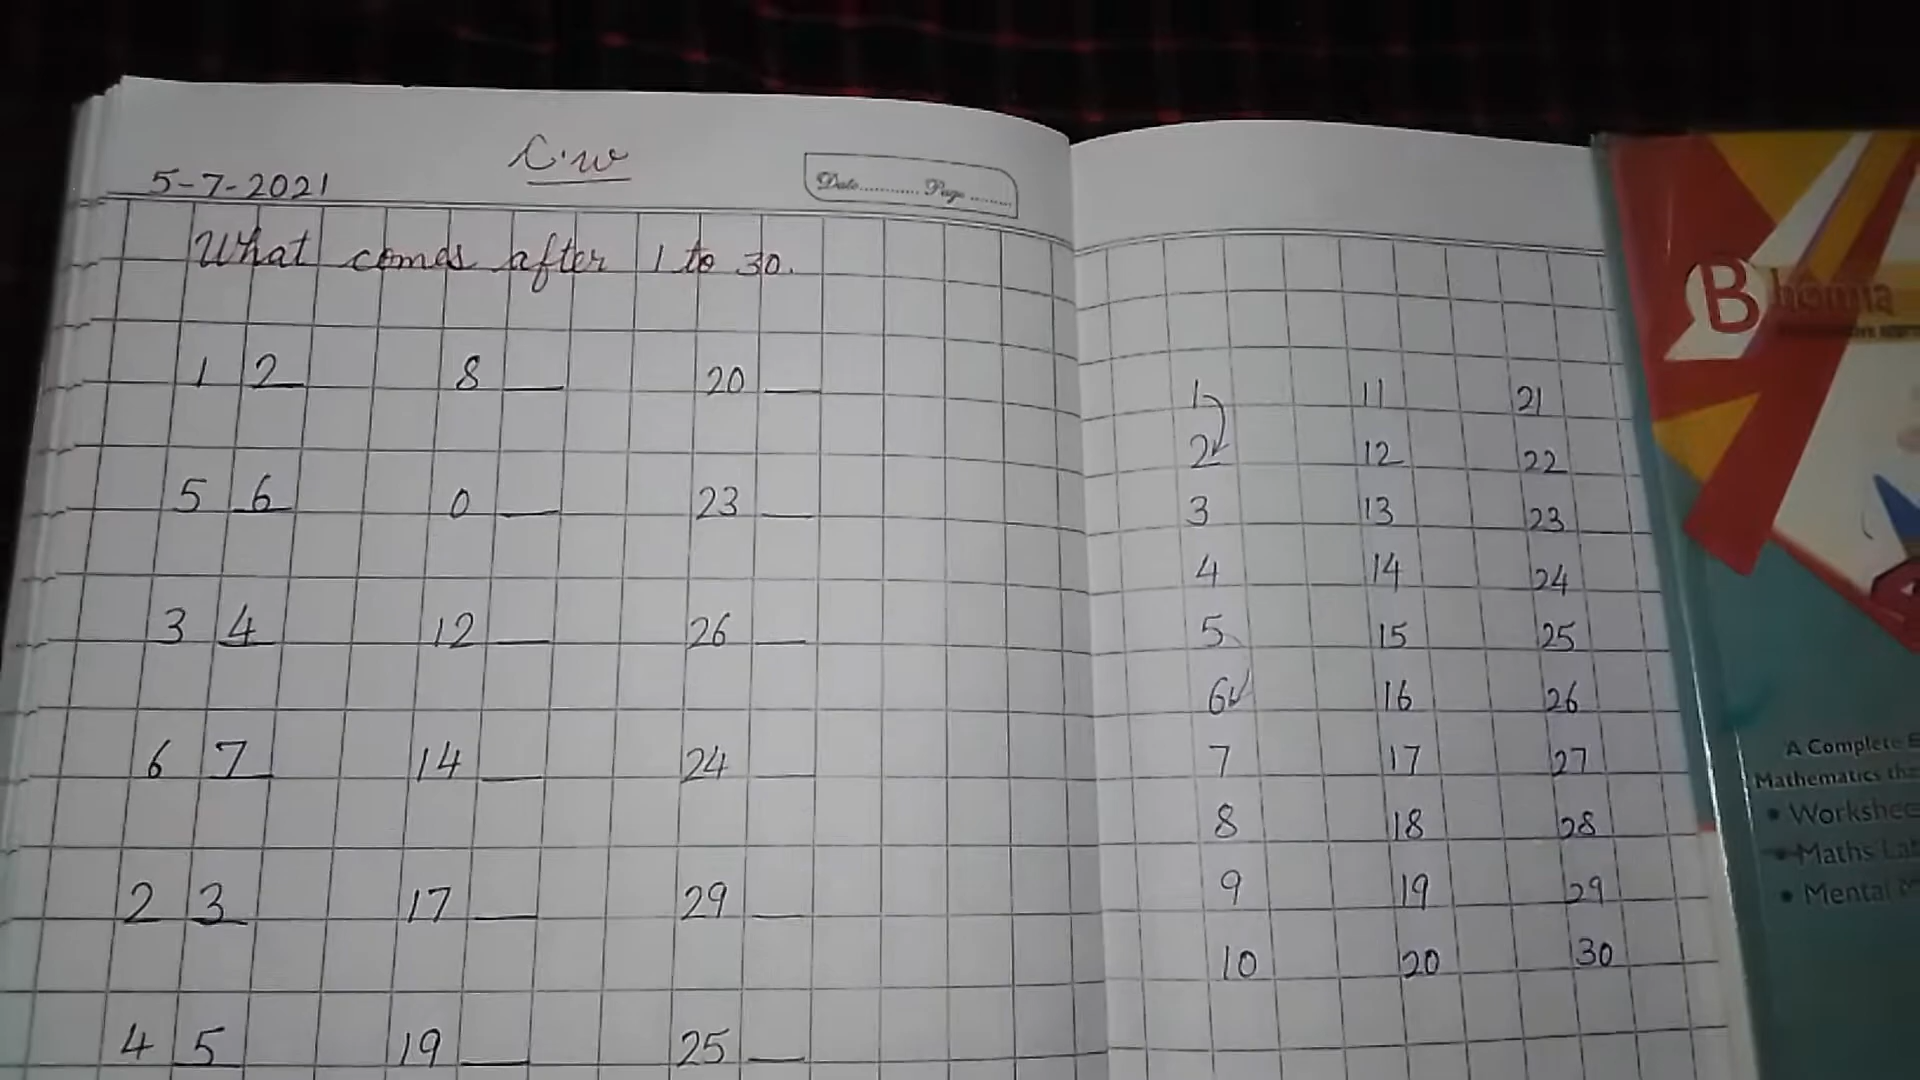 C.W
5-7-2021
Date............ Page .........
What comes after 1 to 30.
1 2 8 __ 20 __
5 6 0 __ 23 __
3 4 12 __ 26 __
6 7 14 __ 24 __
2 3 17 __ 29 __
4 5 19 __ 25 __
1 11 21
2 12 22
3 13 23
4 14 24
5 15 25
6 16 26
7 17 27
8 18 28
9 19 29
10 20 30
A Complete
Mathematics
• Workshee
• Maths La
• Mental